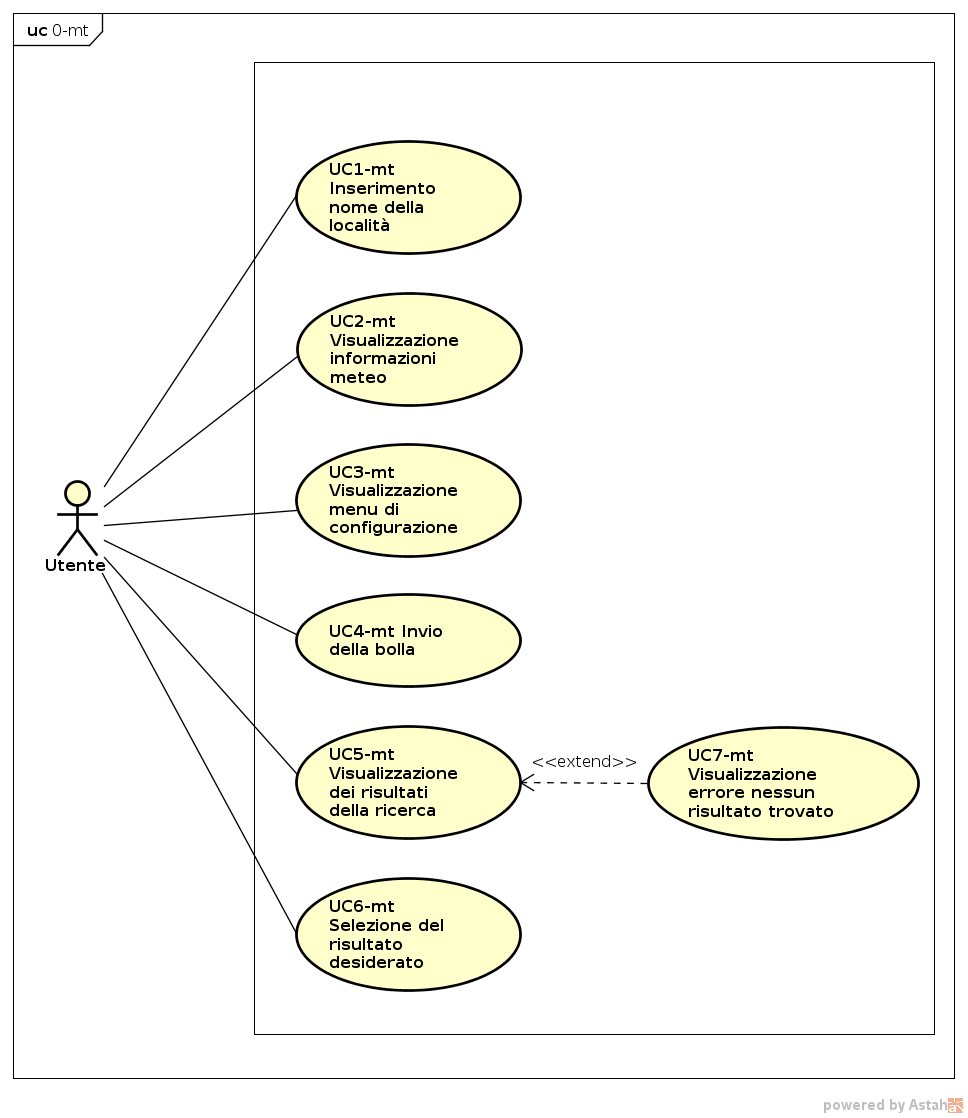 uc 0-mt
UC1-mt
Inserimento
nome della
località
UC2-mt
Visualizzazione
informazioni
meteo
UC3-mt
Visualizzazione
menu di
configurazione
Utente
UC4-mt Invio
della bolla
UC5-mt
Visualizzazione
dei risultati
della ricerca
<<extend>>
UC7-mt
Visualizzazione
errore nessun
risultato trovato
UC6-mt
Selezione del
risultato
desiderato
powered by Astah